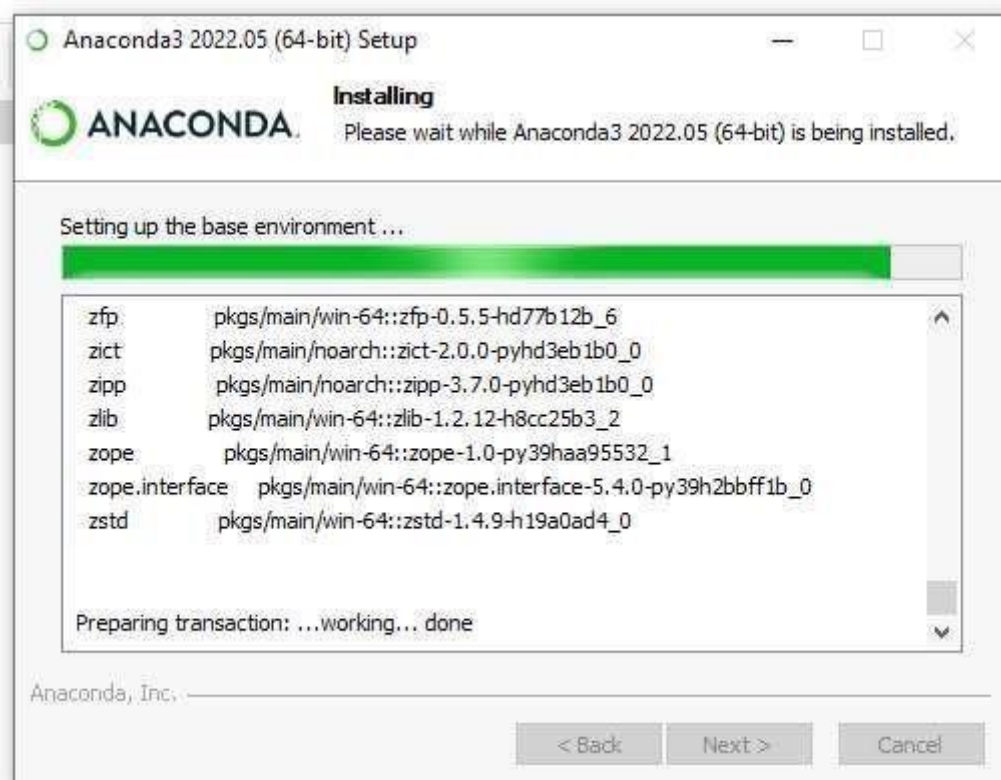 Anaconda3 2022.05 (64-bit) Setup
ANACONDA.
Installing
Please wait while Anaconda3 2022.05 (64-bit) is being installed.
Setting up the base environment ...
zfp pkgs/main/win-64::zfp-0.5.5-hd77b12b_6
zict pkgs/main/noarch::zict-2.0.0-pyhd3eb1b0_0
zipp pkgs/main/noarch::zipp-3.7.0-pyhd3eb1b0_0
zlib pkgs/main/win-64::zlib-1.2.12-h8cc25b3_2
zope pkgs/main/win-64::zope-1.0-py39haa95532_1
zope.interface pkgs/main/win-64::zope.interface-5.4.0-py39h2bbff1b_0
zstd pkgs/main/win-64::zstd-1.4.9-h19a0ad4_0
Preparing transaction: ...working... done
Anaconda, Inc.
< Back Next > Cancel